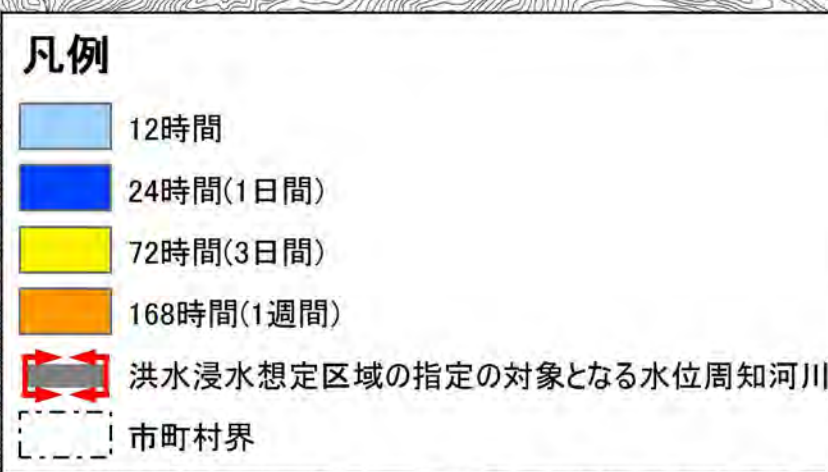 凡例
12時間
24時間(1日間)
72時間(3日間)
168時間(1週間)
洪水浸水想定区域の指定の対象となる水位周知河川
市町村界